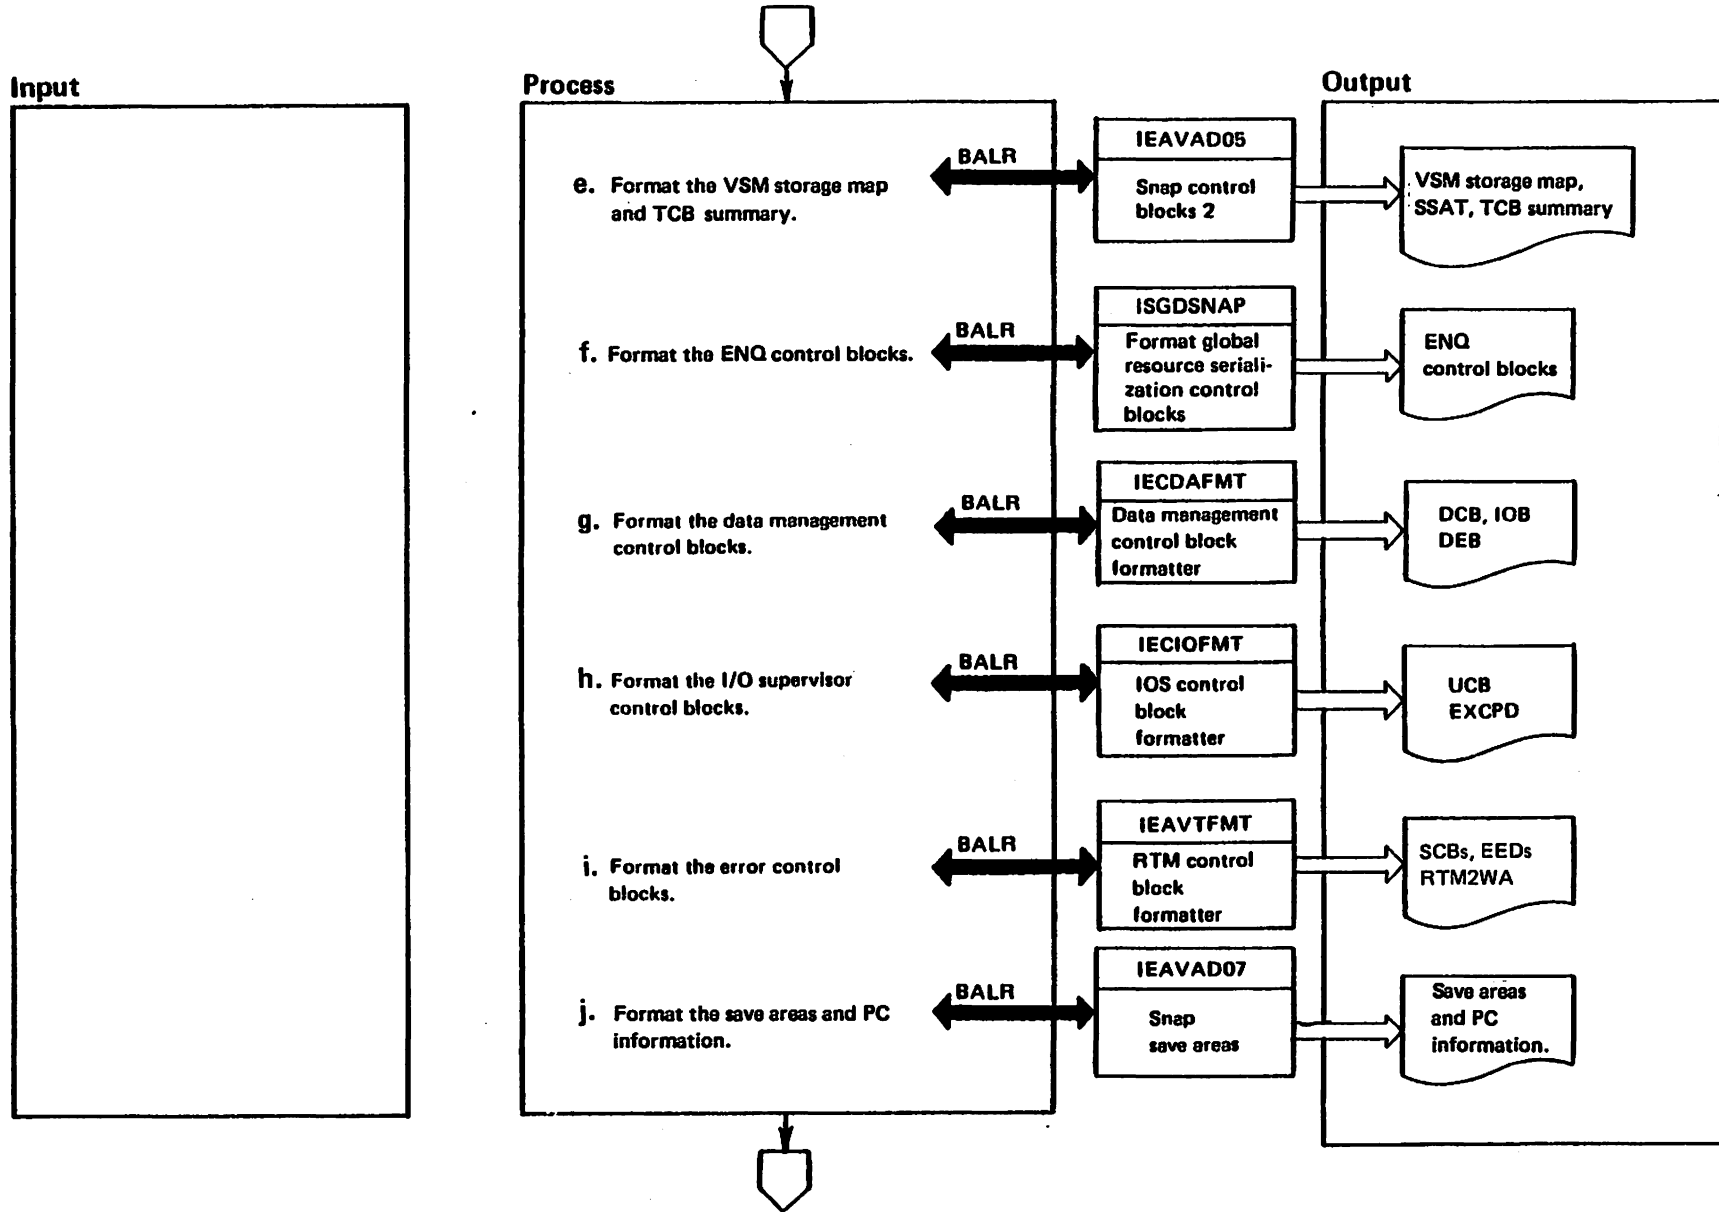 Input
Process
Output
e. Format the VSM storage map
and TCB summary.
BALR
IEAVAD05
Snap control
blocks 2
VSM storage map,
SSAT, TCB summary
f. Format the ENQ control blocks.
BALR
ISGDSNAP
Format global
resource seriali-
zation control
blocks
ENQ
control blocks
g. Format the data management
control blocks.
BALR
IECDAFMT
Data management
control block
formatter
DCB, IOB
DEB
h. Format the I/O supervisor
control blocks.
BALR
IECIOFMT
IOS control
block
formatter
UCB
EXCPD
i. Format the error control
blocks.
BALR
IEAVTFMT
RTM control
block
formatter
SCBs, EEDs
RTM2WA
j. Format the save areas and PC
information.
BALR
IEAVAD07
Snap
save areas
Save areas
and PC
information.